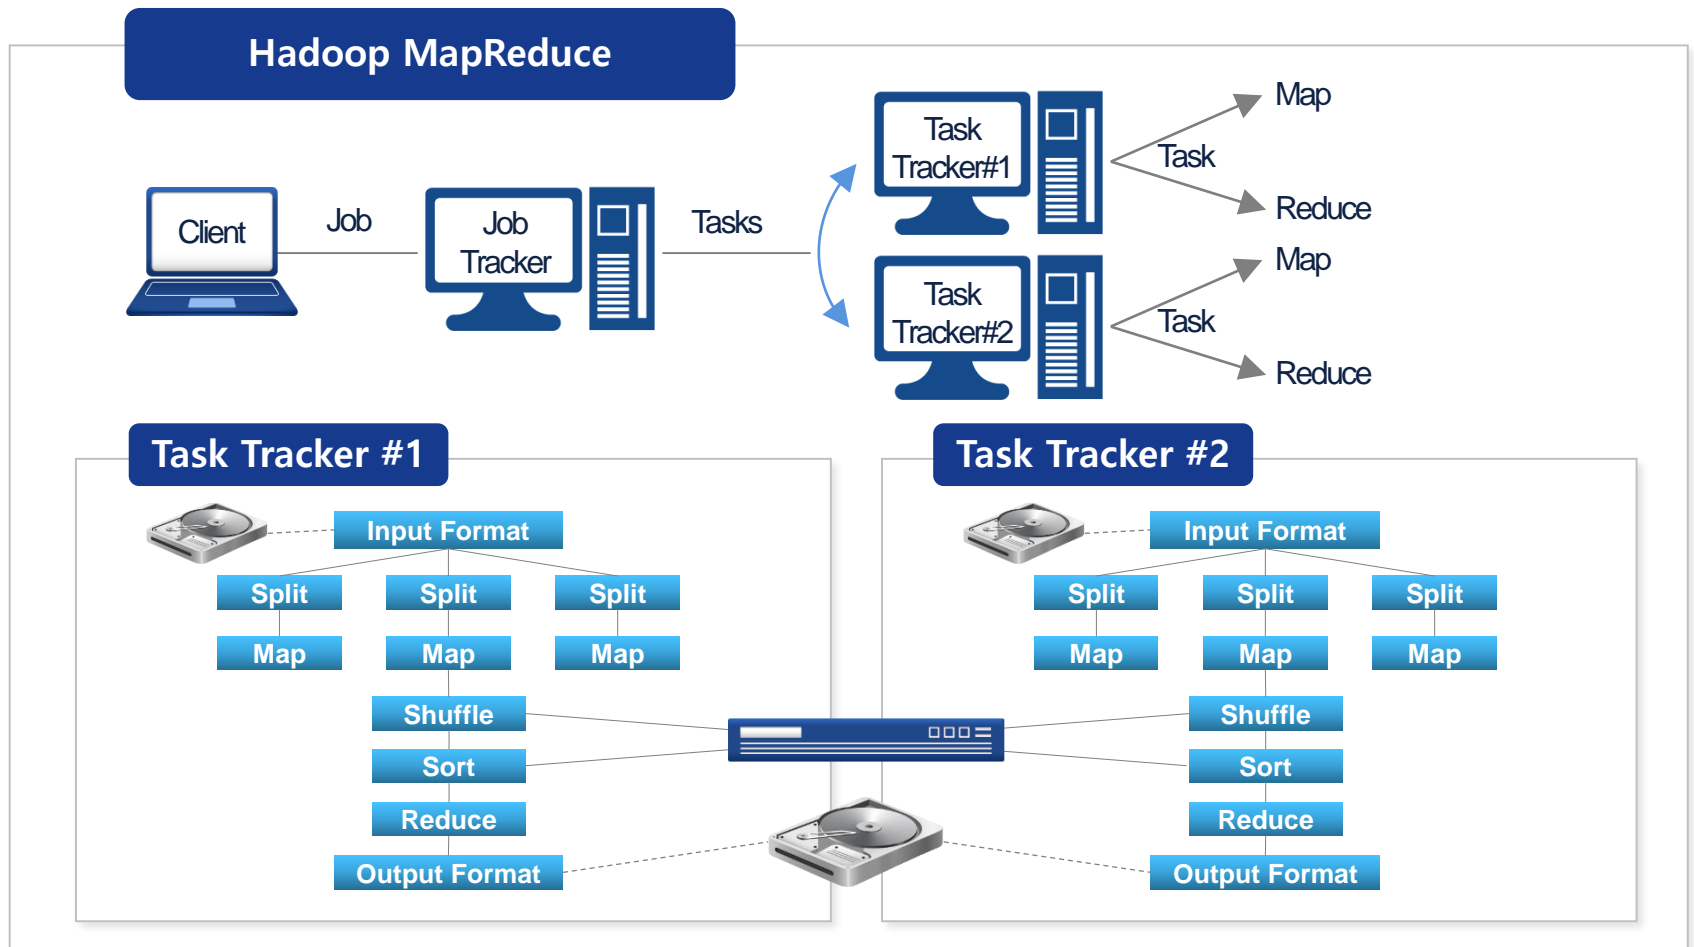 Hadoop MapReduce
Client
Job
Job
Tracker
Tasks
Task
Tracker#1
Task
Map
Reduce
Task
Tracker#2
Task
Map
Reduce
Task Tracker #1
Input Format
Split Split Split
Map Map Map
Shuffle
Sort
Reduce
Output Format
Task Tracker #2
Input Format
Split Split Split
Map Map Map
Shuffle
Sort
Reduce
Output Format